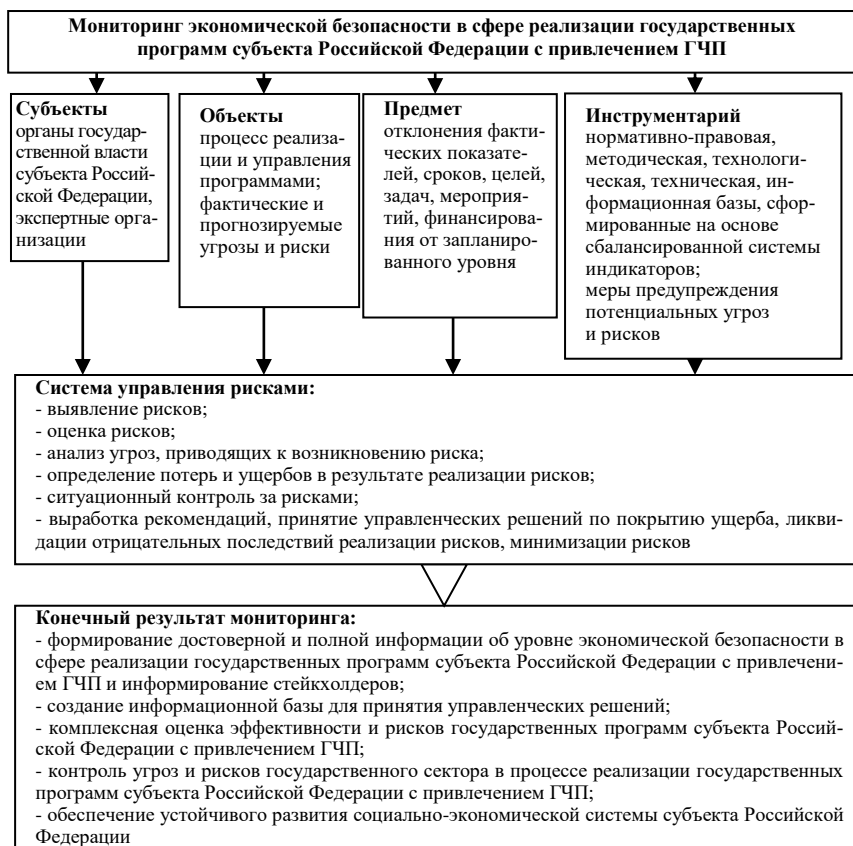 Мониторинг экономической безопасности в сфере реализации государственных
программ субъекта Российской Федерации с привлечением ГЧП
Субъекты
органы государ-
ственной власти
субъекта Россий-
ской Федерации,
экспертные орга-
низации
Объекты
процесс реализа-
ции и управления
программами;
фактические и
прогнозируемые
угрозы и риски
Предмет
отклонения факти-
ческих показате-
лей, сроков, целей,
задач, мероприя-
тий, финансирова-
ния от запланиро-
ванного уровня
Инструментарий
нормативно-правовая,
методическая, технологи-
ческая, техническая, ин-
формационная базы, сфор-
мированные на основе
сбалансированной системы
индикаторов;
меры предупреждения
потенциальных угроз
и рисков
Система управления рисками:
- выявление рисков;
- оценка рисков;
- анализ угроз, приводящих к возникновению риска;
- определение потерь и ущербов в результате реализации рисков;
- ситуационный контроль за рисками;
- выработка рекомендаций, принятие управленческих решений по покрытию ущерба, ликви-
дации отрицательных последствий реализации рисков, минимизации рисков
Конечный результат мониторинга:
- формирование достоверной и полной информации об уровне экономической безопасности в
сфере реализации государственных программ субъекта Российской Федерации с привлечени-
ем ГЧП и информирование стейкхолдеров;
- создание информационной базы для принятия управленческих решений;
- комплексная оценка эффективности и рисков государственных программ субъекта Россий-
ской Федерации с привлечением ГЧП;
- контроль угроз и рисков государственного сектора в процессе реализации государственных
программ субъекта Российской Федерации с привлечением ГЧП;
- обеспечение устойчивого развития социально-экономической системы субъекта Российской
Федерации